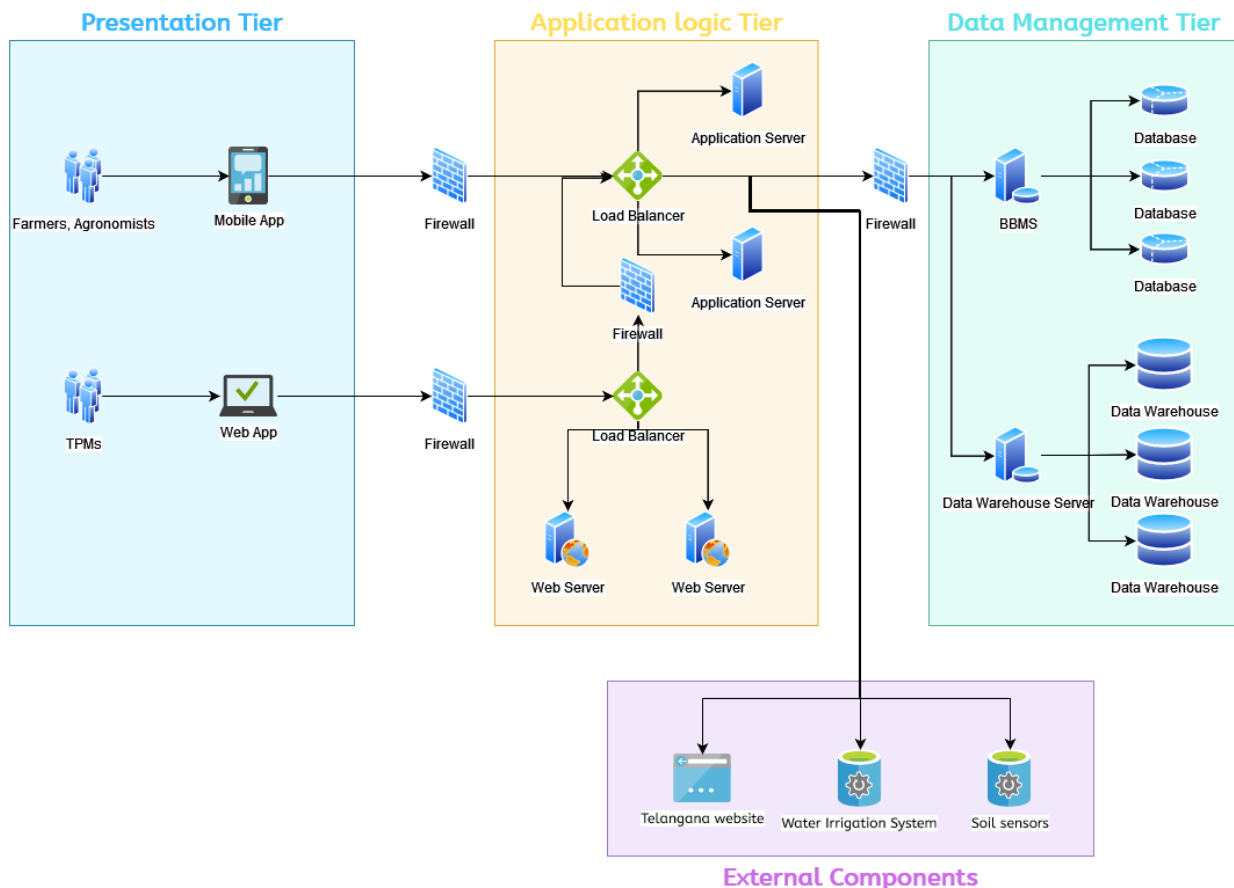 Presentation Tier
Application logic Tier
Data Management Tier
Application Server
Database
Farmers, Agronomists
Mobile App
Firewall
Load Balancer
Firewall
BBMS
Database
Database
Application Server
Firewall
TPMs
Web App
Firewall
Load Balancer
Data Warehouse
Data Warehouse Server
Data Warehouse
Web Server
Web Server
Data Warehouse
Telangana website
Water Irrigation System
Soil sensors
External Components